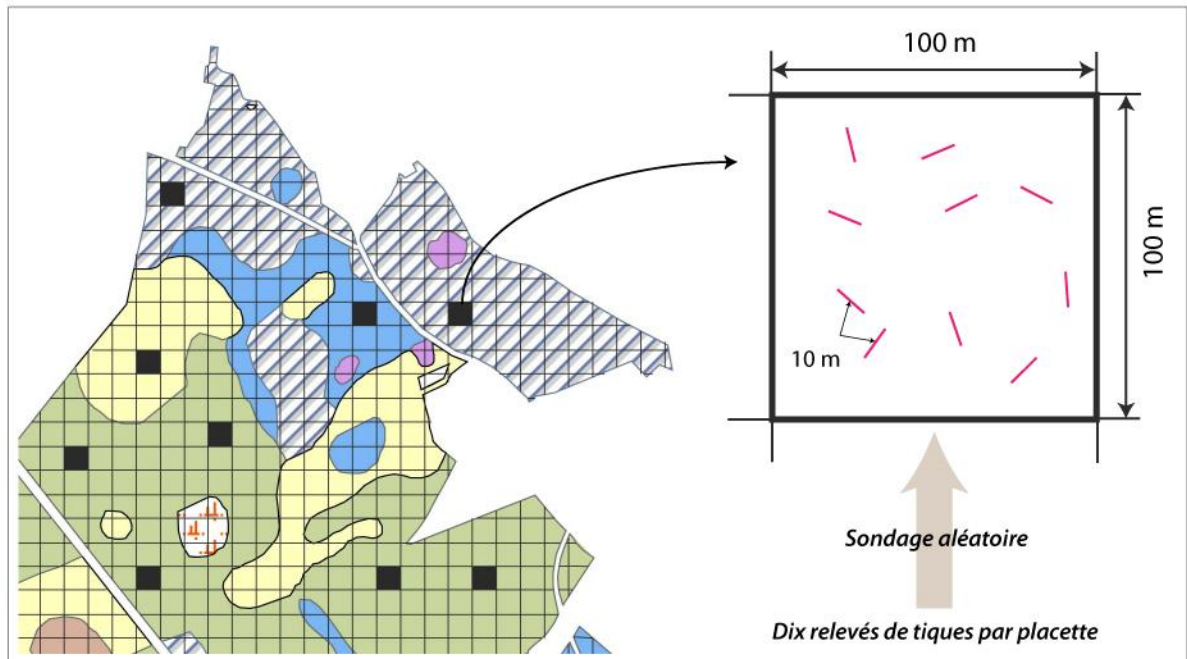 100 m
100 m
10 m
Sondage aléatoire
Dix relevés de tiques par placette